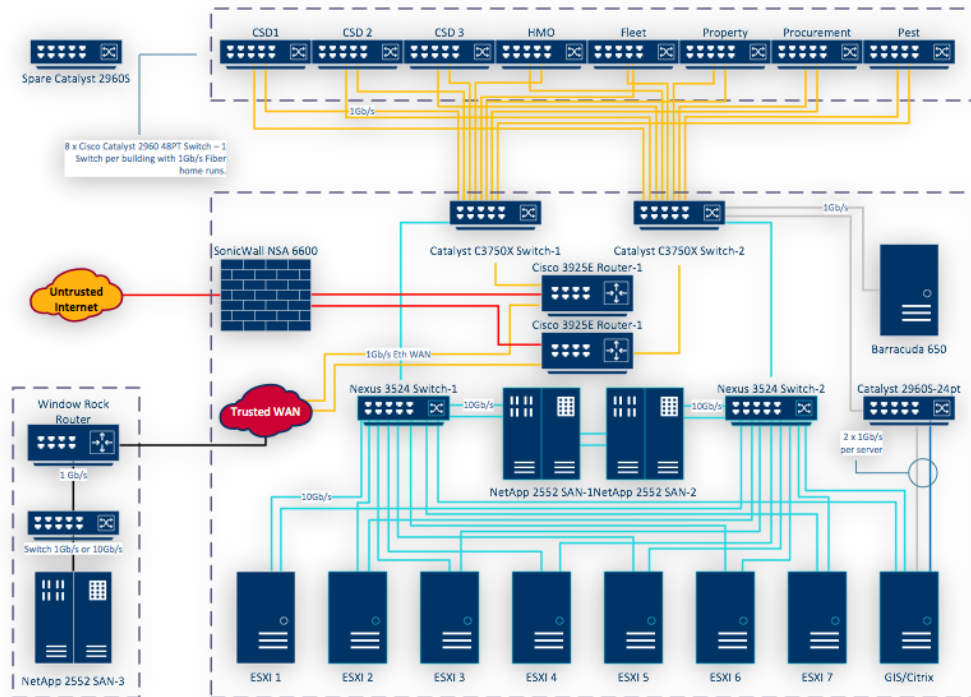 CSD1
CSD 2
CSD 3
HMO
Fleet
Property
Procurement
Pest
Spare Catalyst 2960S
1Gb/s
8 x Cisco Catalyst 2960 48PT Switch – 1
Switch per building with 1Gb/s Fiber
home runs.
1Gb/s
SonicWall NSA 6600
Catalyst C3750X Switch-1
Catalyst C3750X Switch-2
Cisco 3925E Router-1
Untrusted
Internet
Cisco 3925E Router-1
Barracuda 650
1Gb/s Eth WAN
Nexus 3524 Switch-1
Nexus 3524 Switch-2
Catalyst 2960S-24pt
Window Rock
Router
Trusted WAN
10Gb/s
10Gb/s
2 x 1Gb/s
per server
1 Gb/s
NetApp 2552 SAN-1
NetApp 2552 SAN-2
10Gb/s
Switch 1Gb/s or 10Gb/s
NetApp 2552 SAN-3
ESXI 1
ESXI 2
ESXI 3
ESXI 4
ESXI 5
ESXI 6
ESXI 7
GIS/Citrix